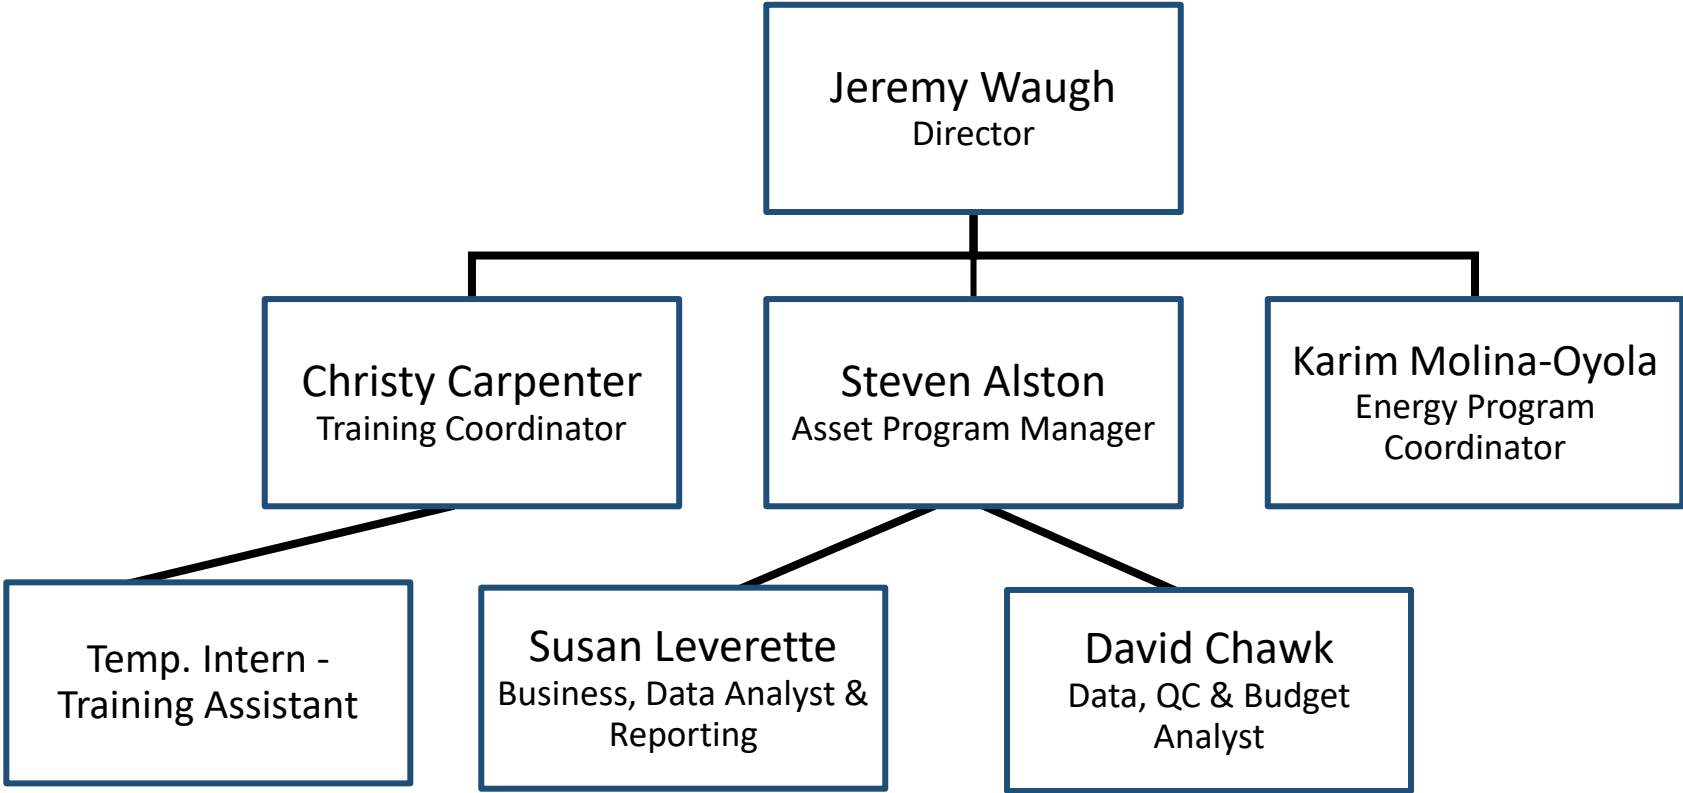 Jeremy Waugh
Director
Christy Carpenter
Training Coordinator
Steven Alston
Asset Program Manager
Karim Molina-Oyola
Energy Program
Coordinator
Temp. Intern -
Training Assistant
Susan Leverette
Business, Data Analyst &
Reporting
David Chawk
Data, QC & Budget
Analyst